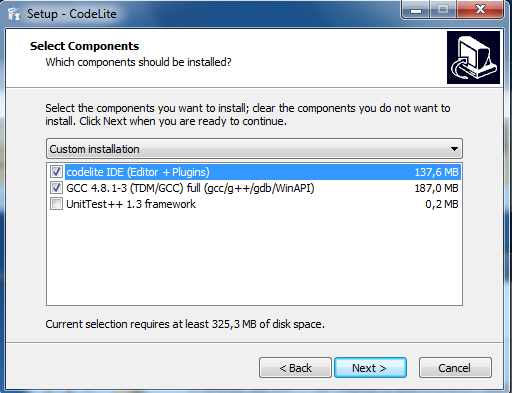 Setup - CodeLite
Select Components
Which components should be installed?
Select the components you want to install; clear the components you do not want to
install. Click Next when you are ready to continue.
Custom installation
codelite IDE (Editor + Plugins) 137,6 MB
GCC 4.8.1-3 (TDM/GCC) full (gcc/g++/gdb/WinAPI) 187,0 MB
UnitTest++ 1.3 framework 0,2 MB
Current selection requires at least 325,3 MB of disk space.
< Back Next > Cancel